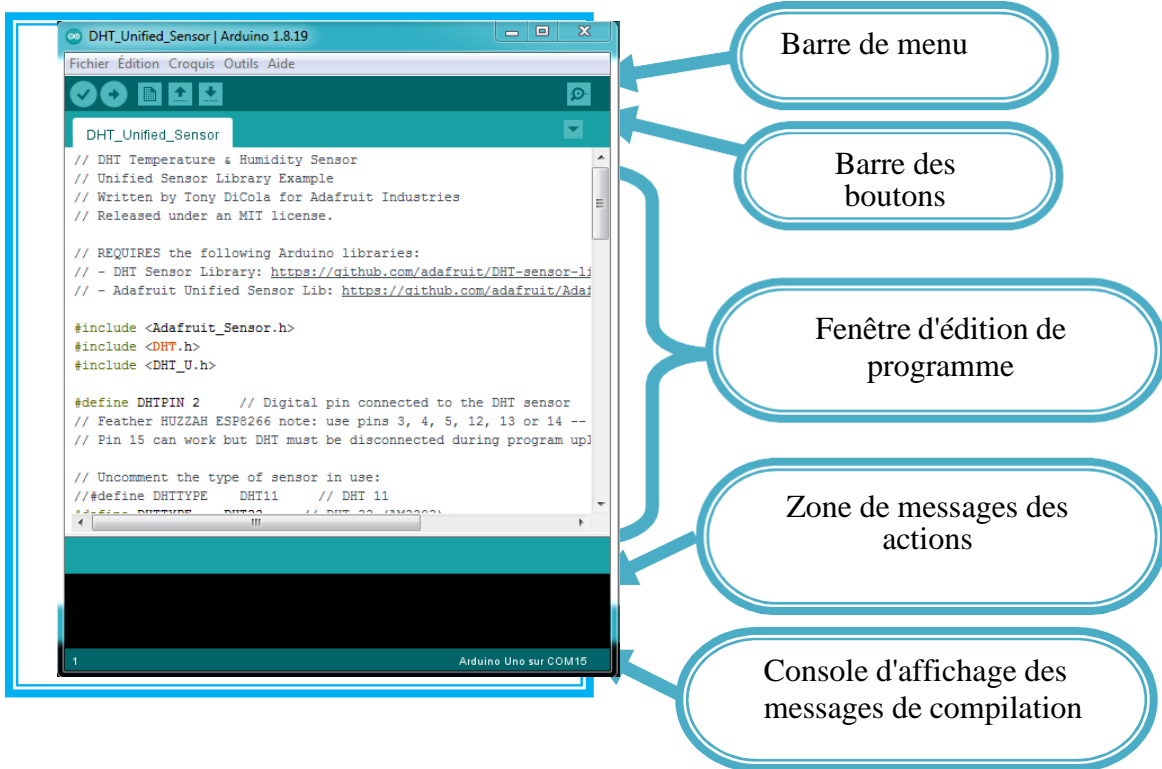 DHT_Unified_Sensor | Arduino 1.8.19
Fichier Édition Croquis Outils Aide
DHT_Unified_Sensor
// DHT Temperature & Humidity Sensor
// Unified Sensor Library Example
// Written by Tony DiCola for Adafruit Industries
// Released under an MIT license.
// REQUIRES the following Arduino libraries:
// - DHT Sensor Library: https://github.com/adafruit/DHT-sensor-li
// - Adafruit Unified Sensor Lib: https://github.com/adafruit/Adaf
#include <Adafruit_Sensor.h>
#include <DHT.h>
#include <DHT_U.h>
#define DHTPIN 2 // Digital pin connected to the DHT sensor
// Feather HUZZAH ESP8266 note: use pins 3, 4, 5, 12, 13 or 14 --
// Pin 15 can work but DHT must be disconnected during program upl
// Uncomment the type of sensor in use:
//#define DHTTYPE DHT11 // DHT 11
#define DHTTYPE DHT22 // DHT 22 (AM2302)
1
Arduino Uno sur COM15
Barre de menu
Barre des
boutons
Fenêtre d'édition de
programme
Zone de messages des
actions
Console d'affichage des
messages de compilation